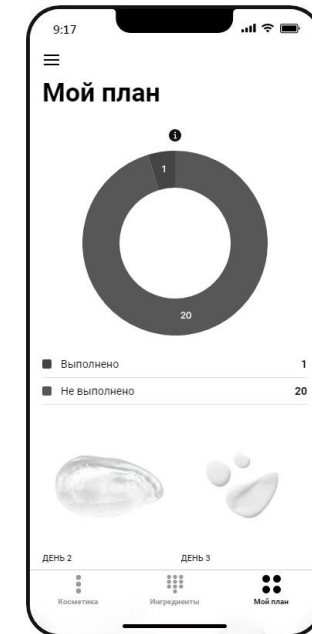 9:17
Мой план
1
20
Выполнено 1
Не выполнено 20
ДЕНЬ 2 ДЕНЬ 3
Косметика Ингредиенты Мой план